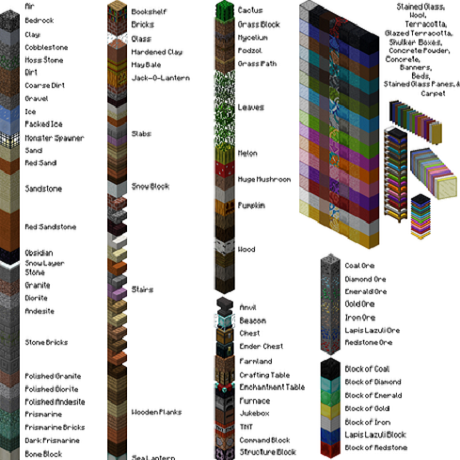 Air
Bedrock
Clay
Cobblestone
Moss Stone
Dirt
Coarse Dirt
Gravel
Ice
Packed Ice
Monster Spawner
Sand
Red Sand
Sandstone
Red Sandstone
Obsidian
Snow Layer
Stone
Granite
Diorite
Andesite
Stone Bricks
Polished Granite
Polished Diorite
Polished Andesite
Prismarine
Prismarine Bricks
Dark Prismarine
Bone Block
Bookshelf
Bricks
Glass
Hardened Clay
Hay Bale
Jack-O-Lantern
Slabs
Snow Block
Stairs
Wooden Planks
Sea Lantern
Cactus
Grass Block
Mycelium
Podzol
Grass Path
Leaves
Melon
Huge Mushroom
Pumpkin
Wood
Anvil
Beacon
Chest
Ender Chest
Farmland
Crafting Table
Enchantment Table
Furnace
Jukebox
TNT
Command Block
Structure Block
Stained Glass,
Wool,
Terracotta,
Glazed Terracotta,
Shulker Boxes,
Concrete Powder,
Concrete,
Banners,
Beds,
Stained Glass Panes, &
Carpet
Coal Ore
Diamond Ore
Emerald Ore
Gold Ore
Iron Ore
Lapis Lazuli Ore
Redstone Ore
Block of Coal
Block of Diamond
Block of Emerald
Block of Gold
Block of Iron
Lapis Lazuli Block
Block of Redstone